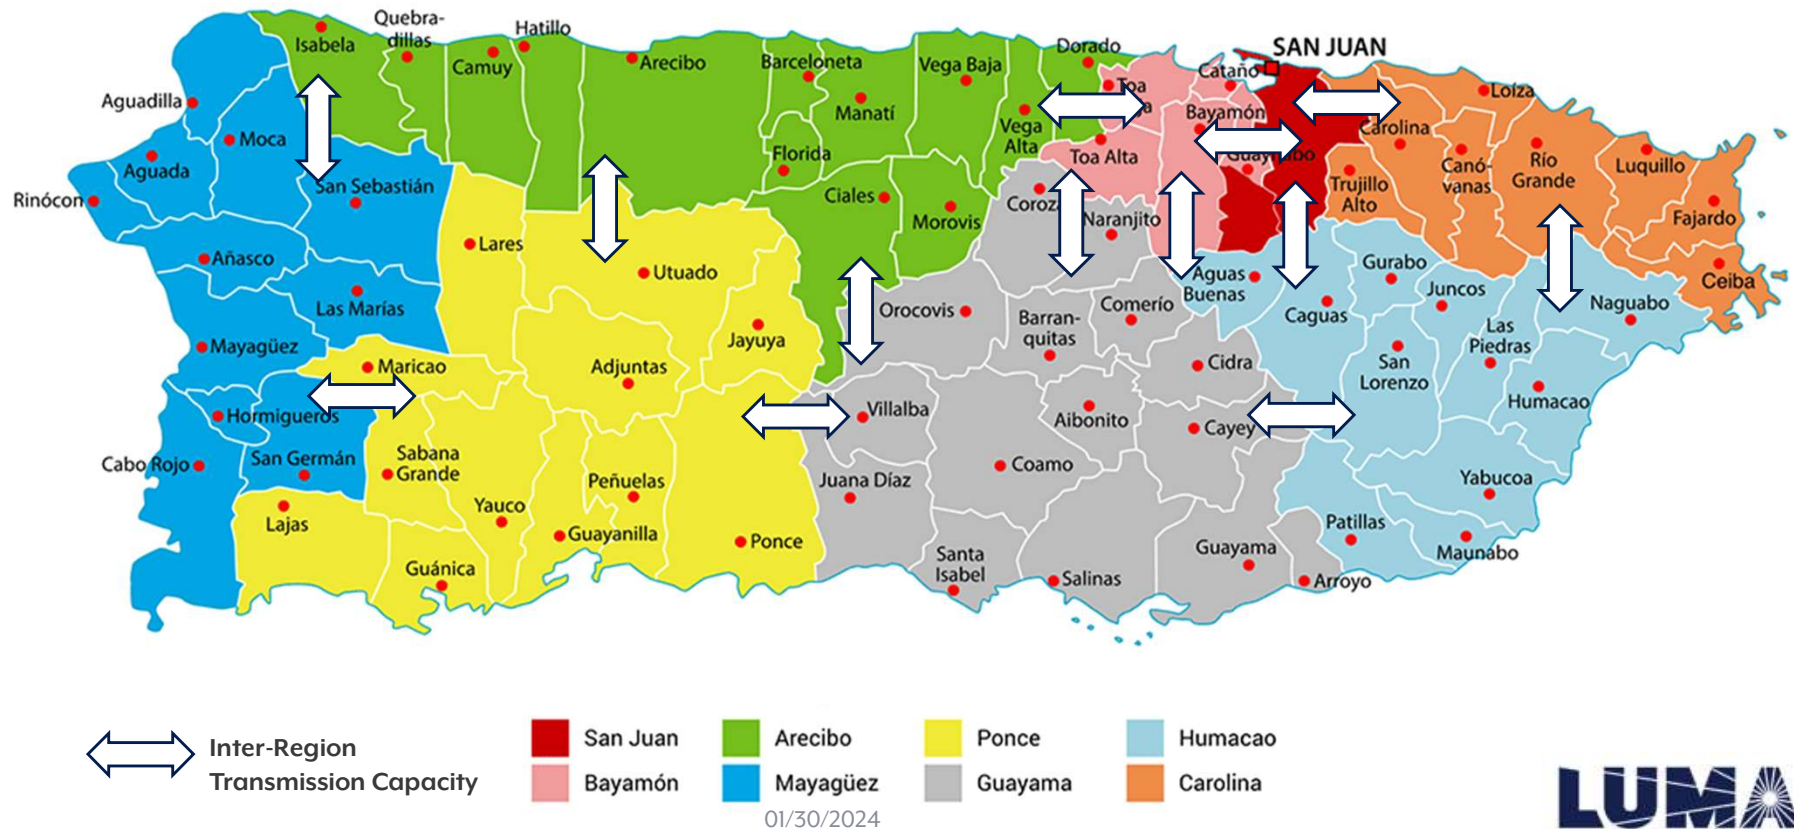 Quebra-
dillas
Hatillo
Isabela
Camuy
Arecibo
Barceloneta
Vega Baja
Dorado
SAN JUAN
Cataño
Loíza
Aguadilla
Moca
Manatí
Vega
Alta
Toa
Bayamón
Carolina
Aguada
Florida
Toa Alta
Canó-
vanas
Río
Grande
Luquillo
Rinócon
San Sebastián
Ciales
Morovis
Naranjito
Trujillo
Alto
Fajardo
Lares
Añasco
Utuado
Aguas
Buenas
Gurabo
Juncos
Ceiba
Las Marías
Orocovis
Barran-
quitas
Comerío
Caguas
Naguabo
Mayagüez
Jayuya
Las
Piedras
Maricao
Adjuntas
Cidra
San
Lorenzo
Humacao
Hormigueros
Villalba
Aibonito
Cayey
Cabo Rojo
San Germán
Sabana
Grande
Peñuelas
Juana Díaz
Coamo
Yabucoa
Lajas
Yauco
Guayanilla
Ponce
Patillas
Maunabo
Guánica
Santa
Isabel
Salinas
Guayama
Arroyo
Inter-Region
Transmission Capacity
San Juan
Arecibo
Ponce
Humacao
Bayamón
Mayagüez
Guayama
Carolina
01/30/2024
LUMA